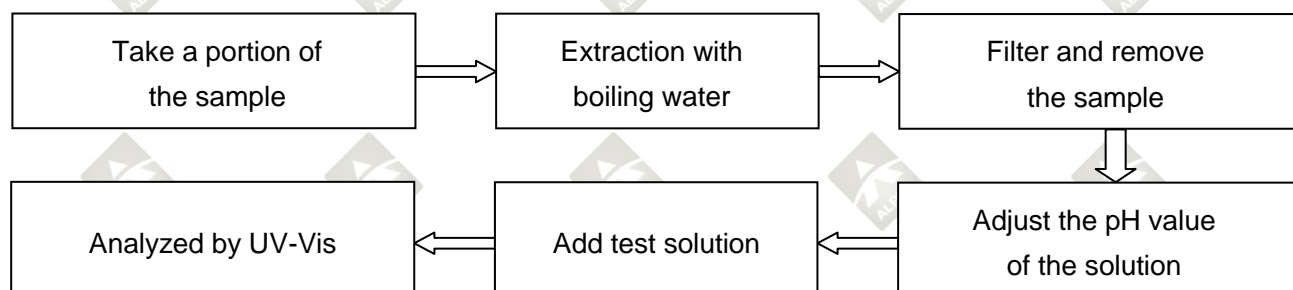 Take a portion of
the sample
Extraction with
boiling water
Filter and remove
the sample
Adjust the pH value
of the solution
Add test solution
Analyzed by UV-Vis